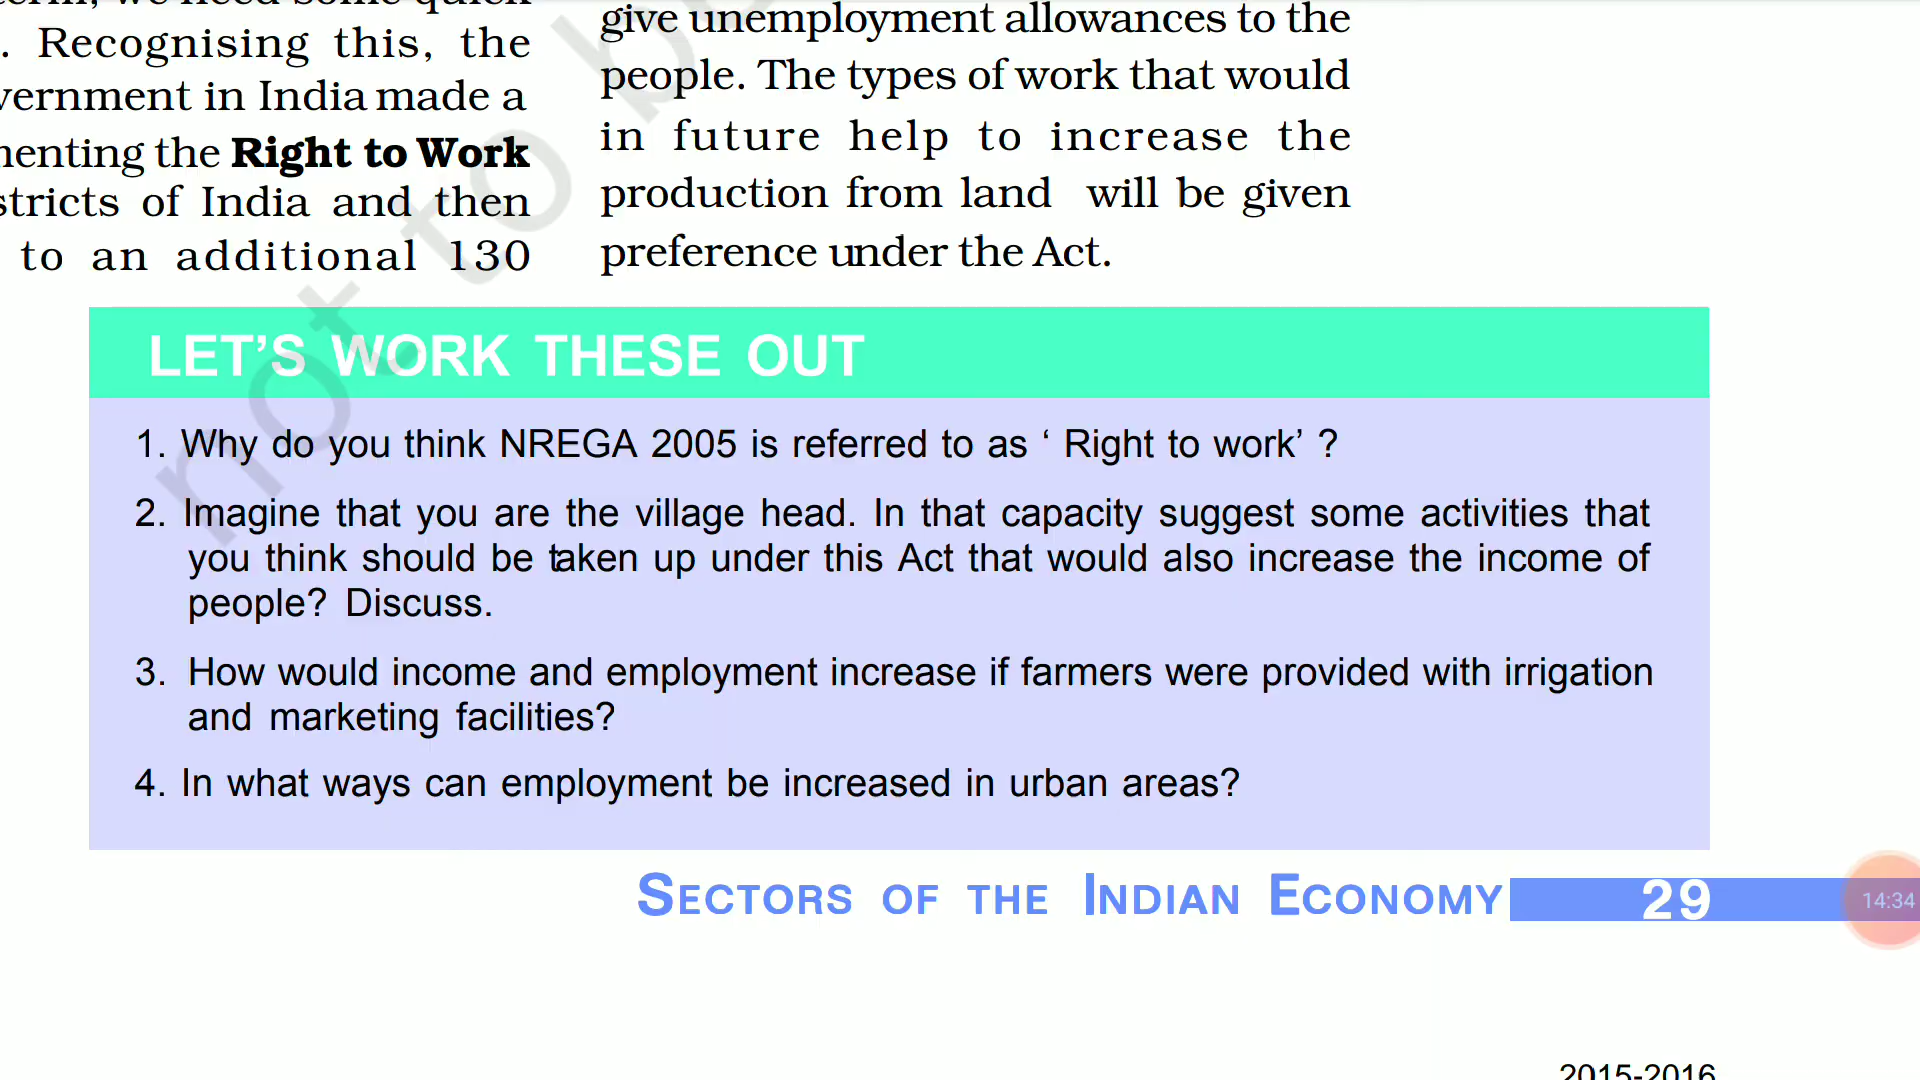 . Recognising this, the
vernment in India made a
menting the Right to Work
stricts of India and then
to an additional 130
give unemployment allowances to the
people. The types of work that would
in future help to increase the
production from land will be given
preference under the Act.
not to be
LET'S WORK THESE OUT
1. Why do you think NREGA 2005 is referred to as ‘ Right to work’ ?
2. Imagine that you are the village head. In that capacity suggest some activities that
you think should be taken up under this Act that would also increase the income of
people? Discuss.
3. How would income and employment increase if farmers were provided with irrigation
and marketing facilities?
4. In what ways can employment be increased in urban areas?
SECTORS OF THE INDIAN ECONOMY 29
14:34
2015-2016